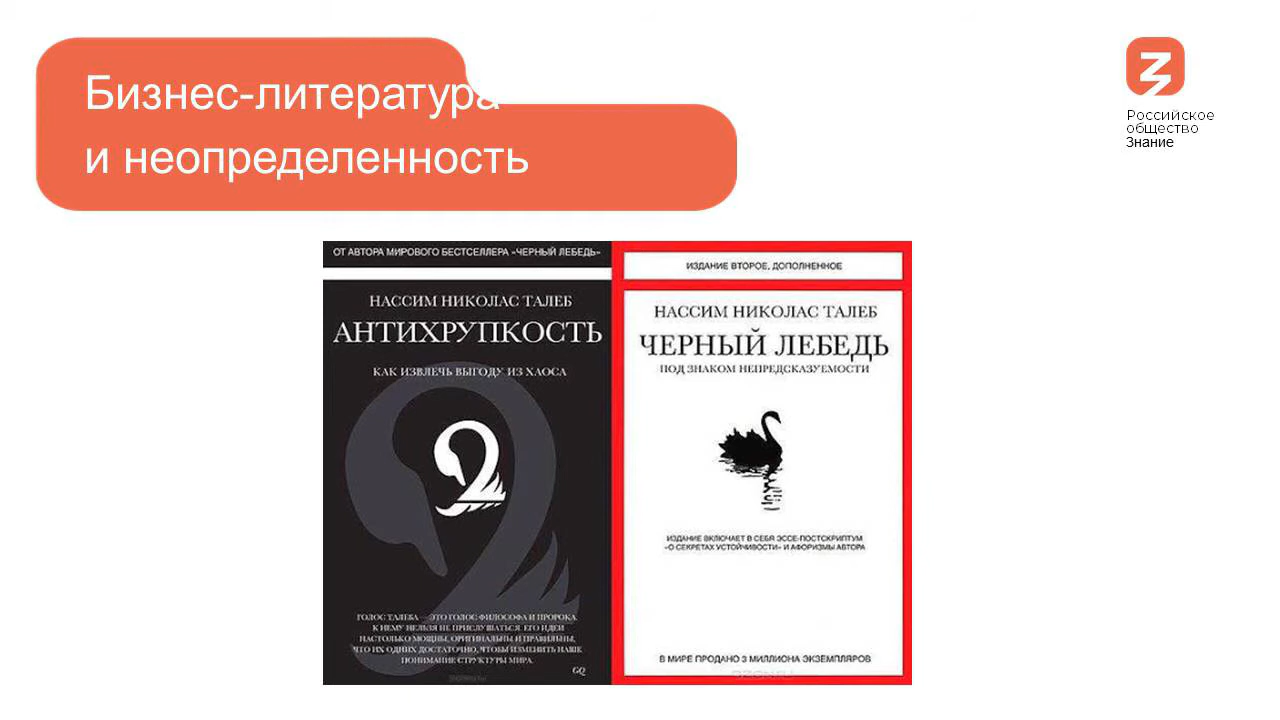 Бизнес-литература
и неопределенность
Российское
общество
Знание
ОТ АВТОРА МИРОВОГО БЕСТСЕЛЛЕРА «ЧЕРНЫЙ ЛЕБЕДЬ»
НАССИМ НИКОЛАС ТАЛЕБ
АНТИХРУПКОСТЬ
КАК ИЗВЛЕЧЬ ВЫГОДУ ИЗ ХАОСА
ГОЛОС ТАЛЕБА — ЭТО ГОЛОС ФИЛОСОФА И ПРОРОКА.
К НЕМУ НЕЛЬЗЯ НЕ ПРИСЛУШАТЬСЯ. ЕГО ИДЕИ
НАСТОЛЬКО МОЩНЫ, ОРИГИНАЛЬНЫ И ПРАВИЛЬНЫ,
ЧТО ИХ ОДНИХ ДОСТАТОЧНО, ЧТОБЫ ИЗМЕНИТЬ НАШЕ
ПОНИМАНИЕ СТРУКТУРЫ МИРА.
GQ
ИЗДАНИЕ ВТОРОЕ, ДОПОЛНЕННОЕ
НАССИМ НИКОЛАС ТАЛЕБ
ЧЕРНЫЙ ЛЕБЕДЬ
ПОД ЗНАКОМ НЕПРЕДСКАЗУЕМОСТИ
ИЗДАНИЕ ВКЛЮЧАЕТ В СЕБЯ ЭССЕ-ПОСТСКРИПТУМ
«О СЕКРЕТАХ УСТОЙЧИВОСТИ» И АФОРИЗМЫ АВТОРА
В МИРЕ ПРОДАНО 3 МИЛЛИОНА ЭКЗЕМПЛЯРОВ
OZON.RU